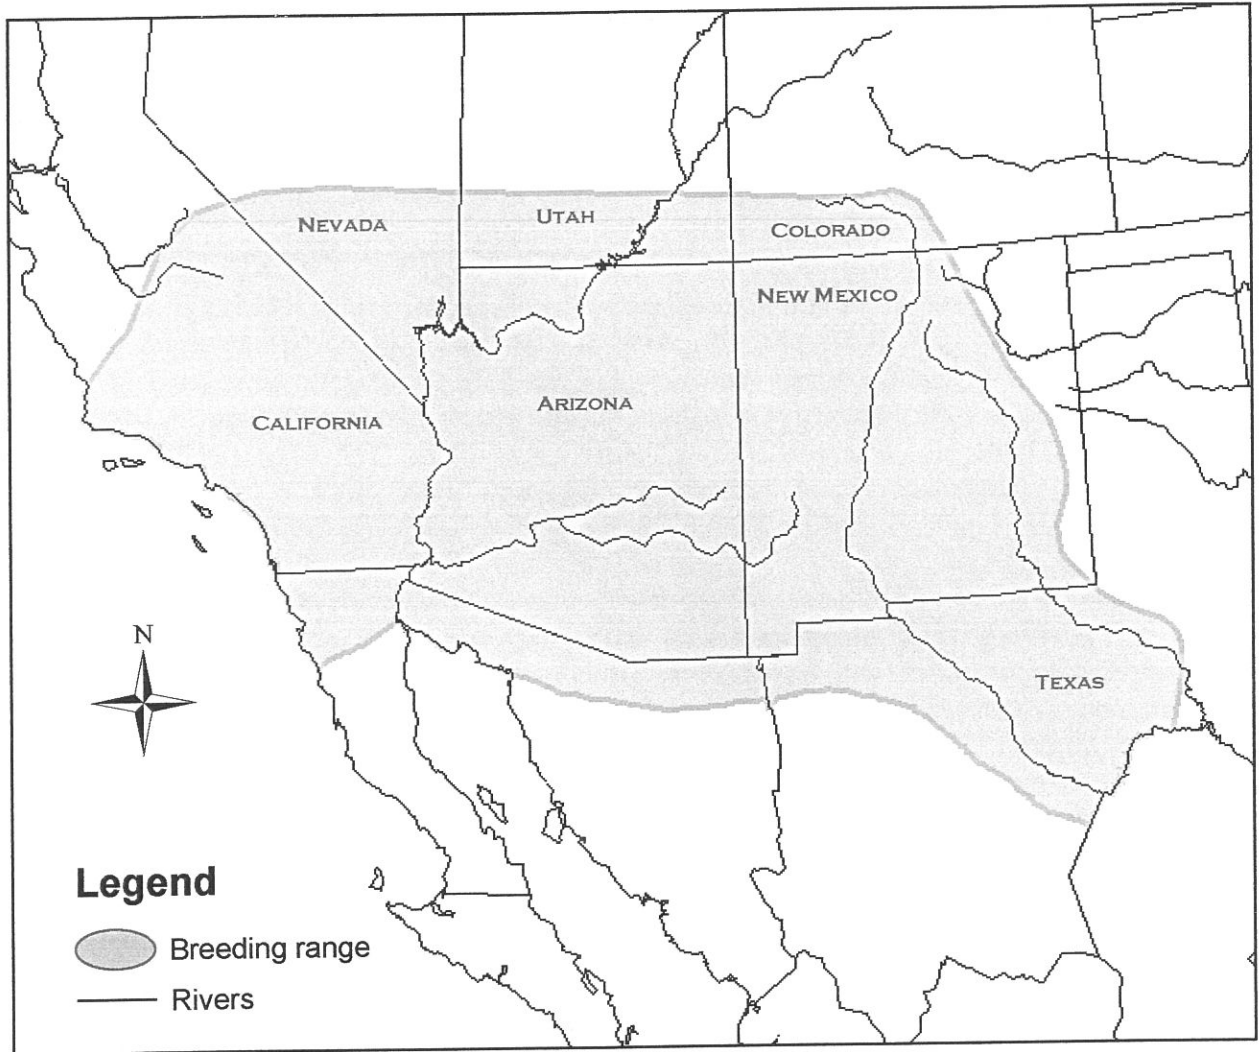 NEVADA
UTAH
COLORADO
NEW MEXICO
ARIZONA
CALIFORNIA
TEXAS
N
Legend
Breeding range
Rivers